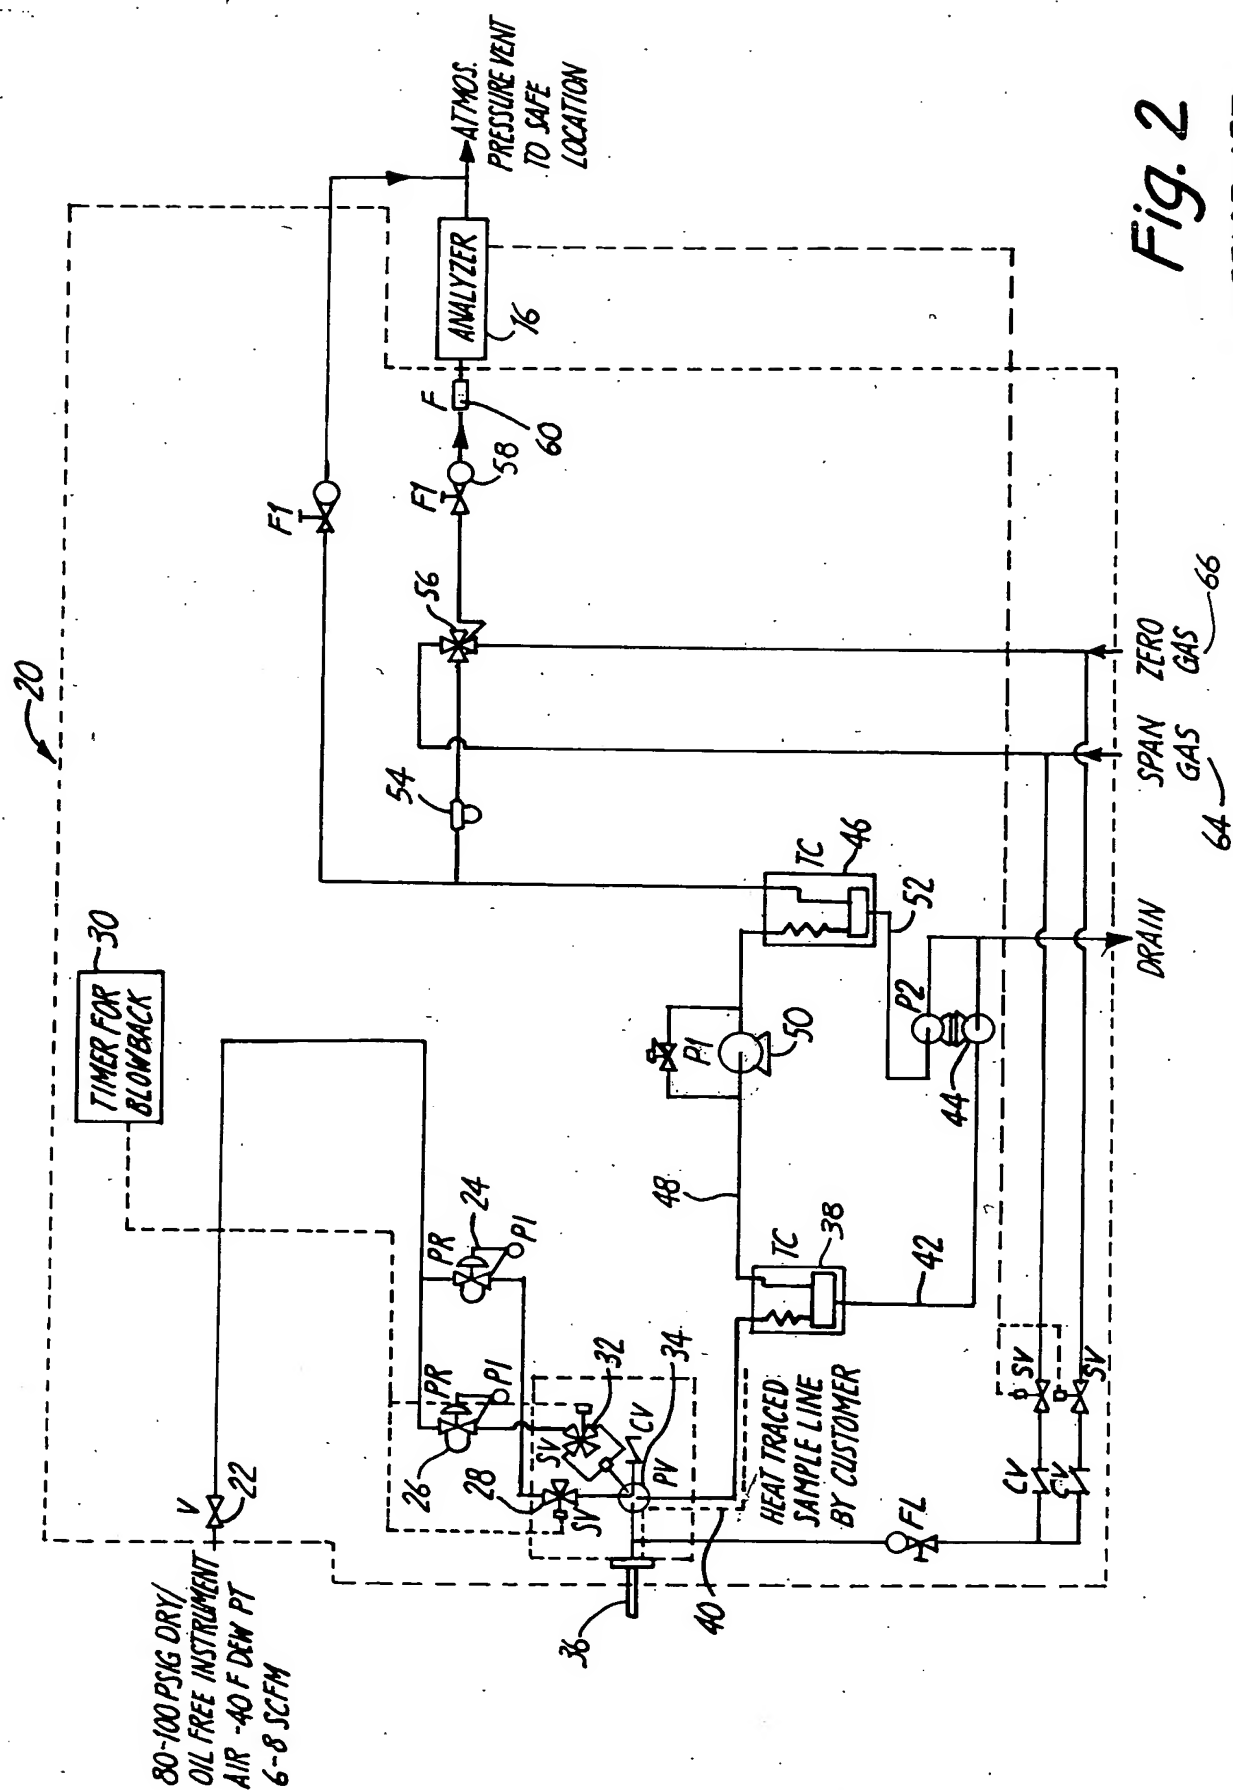 20
80-100 PSIG DRY/
OIL FREE INSTRUMENT
AIR -40 F DEW PT
6-8 SCFM
V
22
TIMER FOR
BLOWBACK
30
PR
24
PI
PR
PI
26
28
SV
SV
32
CV
34
PV
36
40
HEAT TRACED
SAMPLE LINE
BY CUSTOMER
TC
38
42
48
P1
50
TC
46
52
P2
44
54
56
F1
F1
58
F
60
ANALYZER
16
ATMOS.
PRESSURE VENT
TO SAFE
LOCATION
FL
CV
CV
SV
SV
DRAIN
SPAN
GAS
64
ZERO
GAS
66
Fig. 2